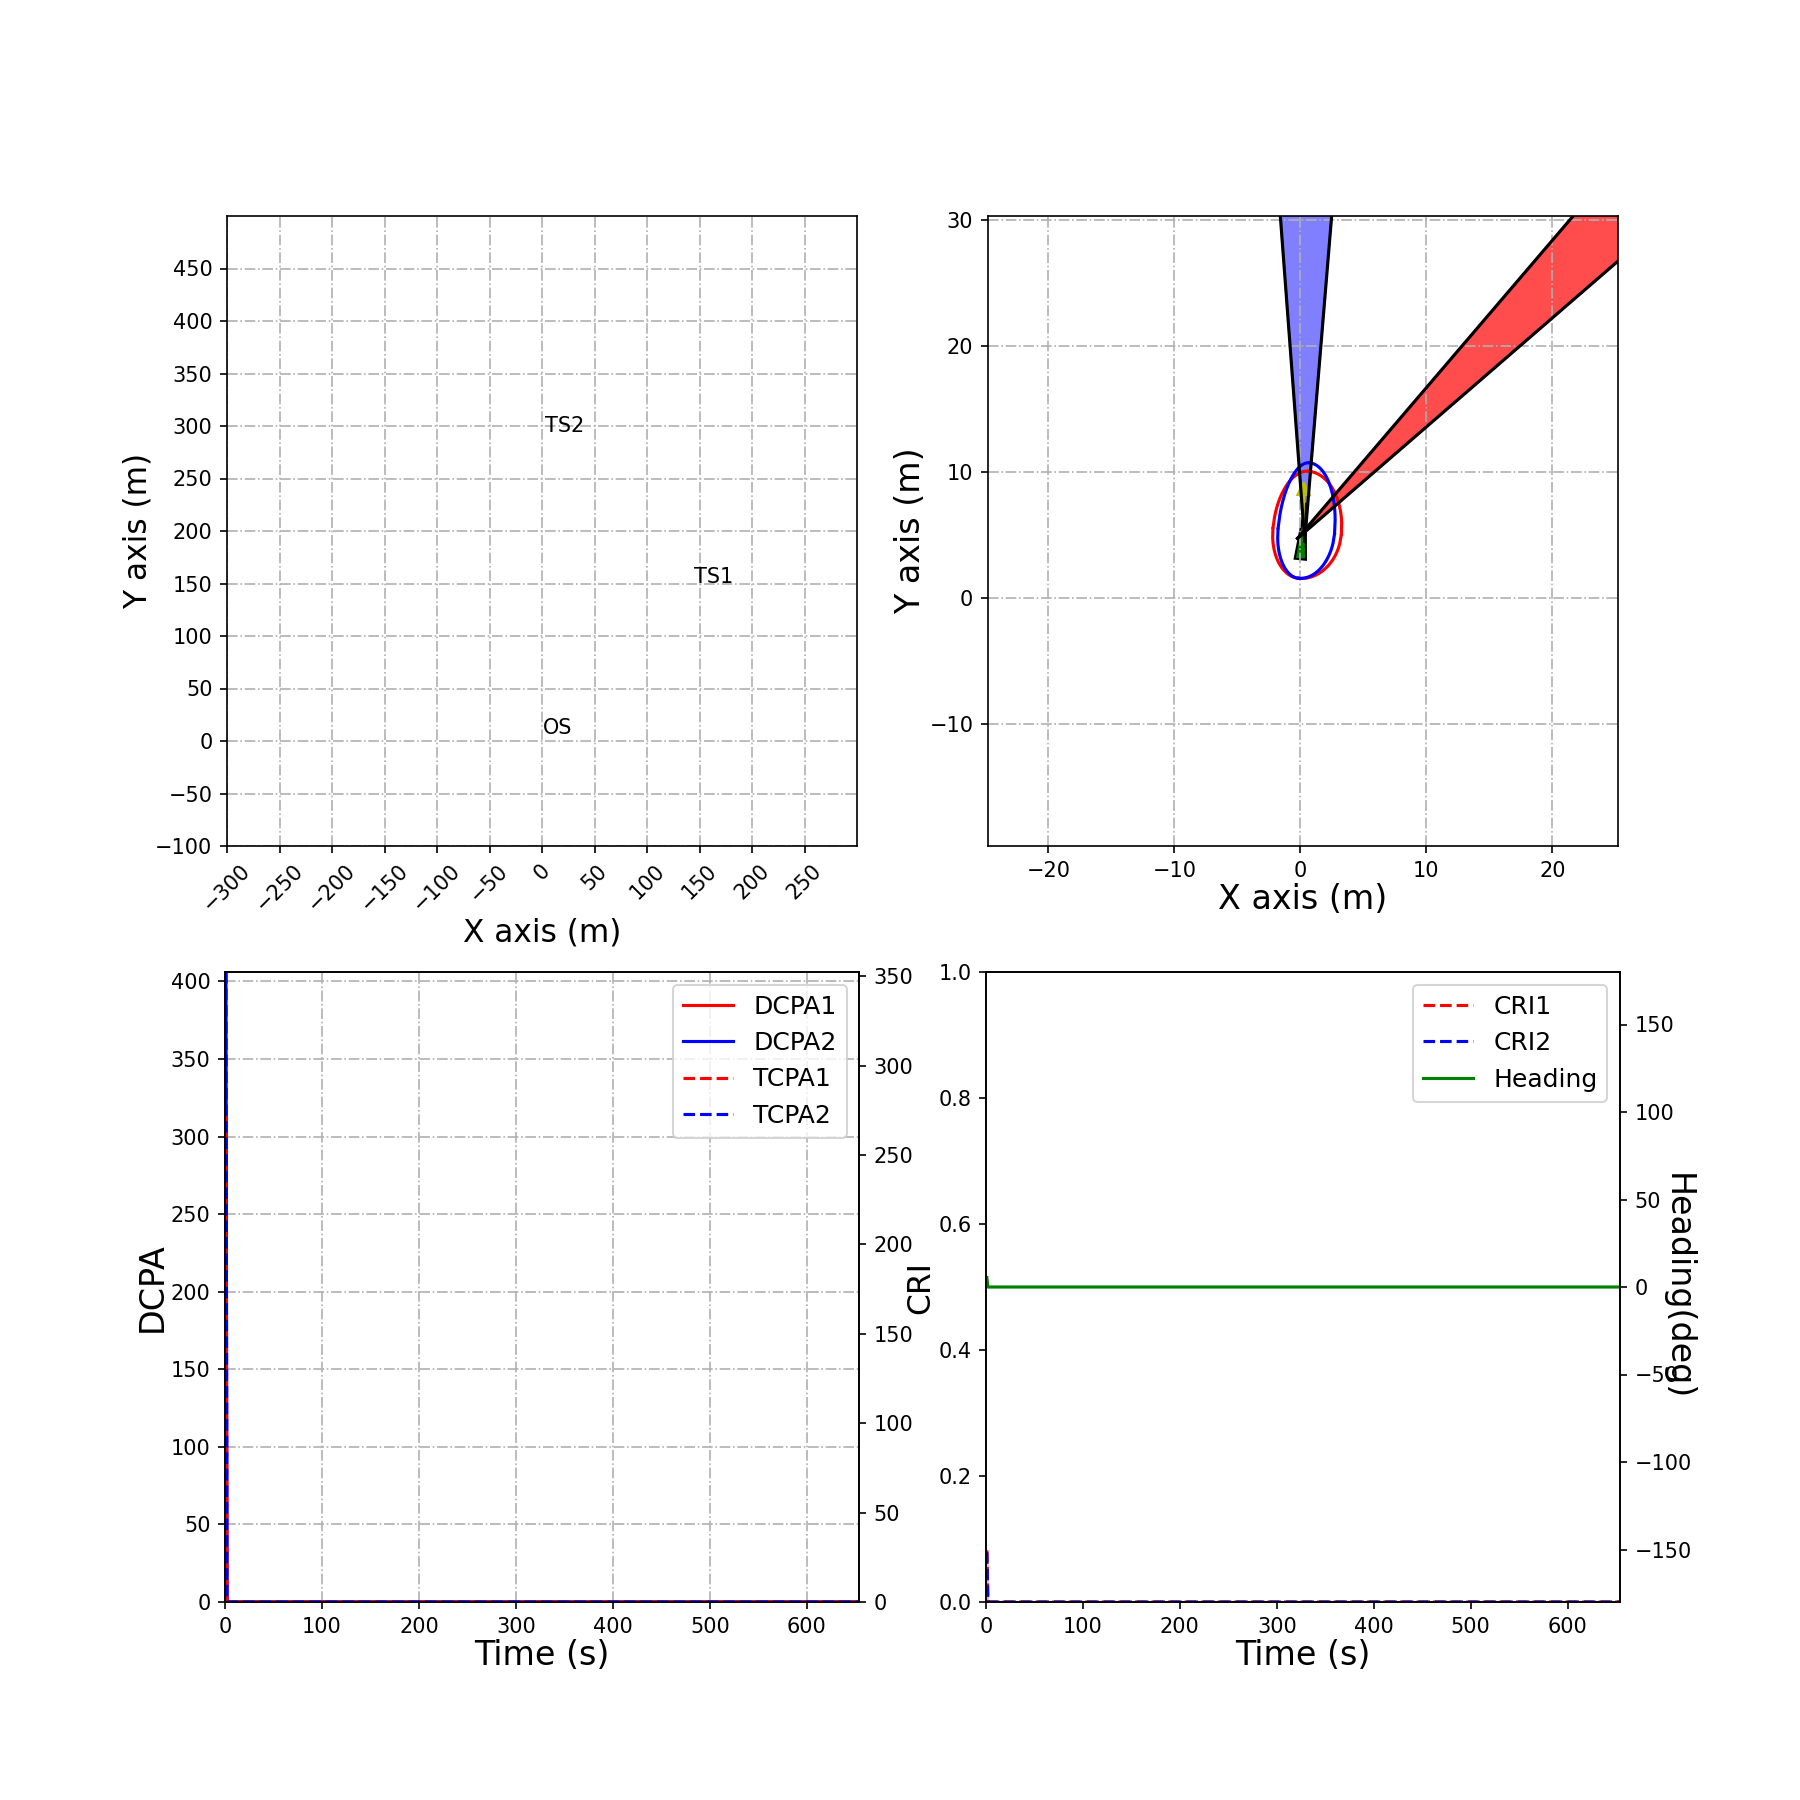 450
400
350
300
250
200
150
100
50
0
−50
−100
Y axis (m)
TS2
TS1
OS
−300 −250 −200 −150 −100 −50 0 50 100 150 200 250
X axis (m)
30
20
10
0
−10
Y axis (m)
−20 −10 0 10 20
X axis (m)
400
350
300
250
200
150
100
50
0
DCPA
DCPA1
DCPA2
TCPA1
TCPA2
350
300
250
200
150
100
50
0
0 100 200 300 400 500 600
Time (s)
1.0
0.8
0.6
0.4
0.2
0.0
CRI
CRI1
CRI2
Heading
150
100
50
0
−50
−100
−150
Heading(deg)
0 100 200 300 400 500 600
Time (s)